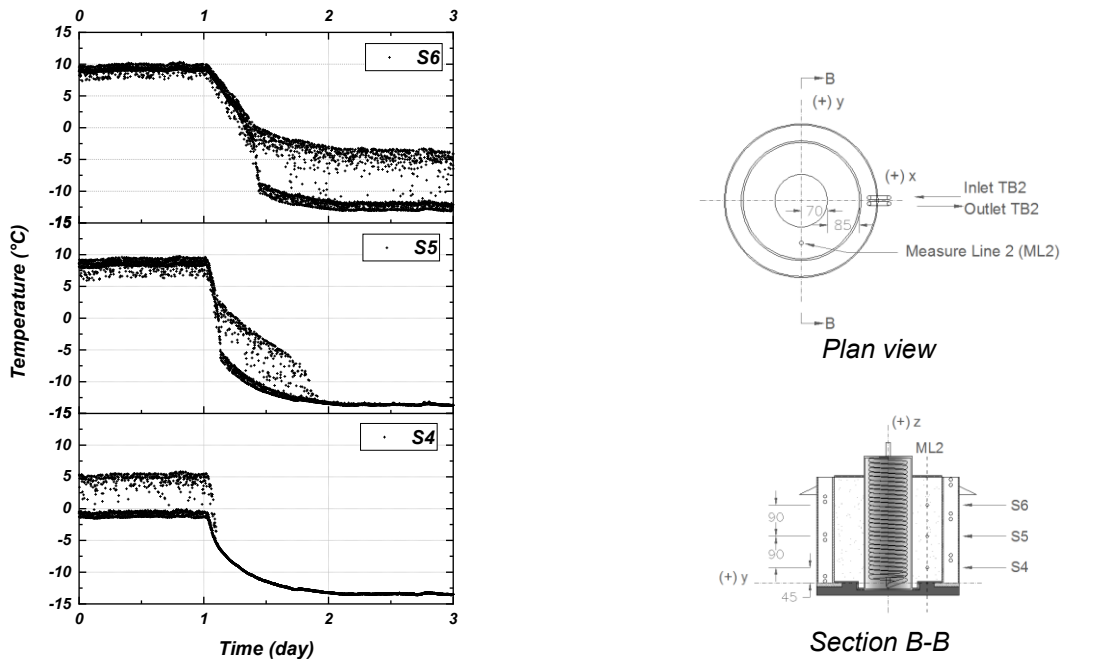 0 1 2 3
15
10
5
0
-5
-10
-15
S6
10
5
0
-5
-10
-15
S5
10
5
0
-5
-10
-15
S4
0 1 2 3
Temperature (°C)
Time (day)
B
(+) y
(+) x
Inlet TB2
Outlet TB2
70
85
Measure Line 2 (ML2)
B
Plan view
(+) z
ML2
S6
90
S5
90
S4
(+) y
45
Section B-B